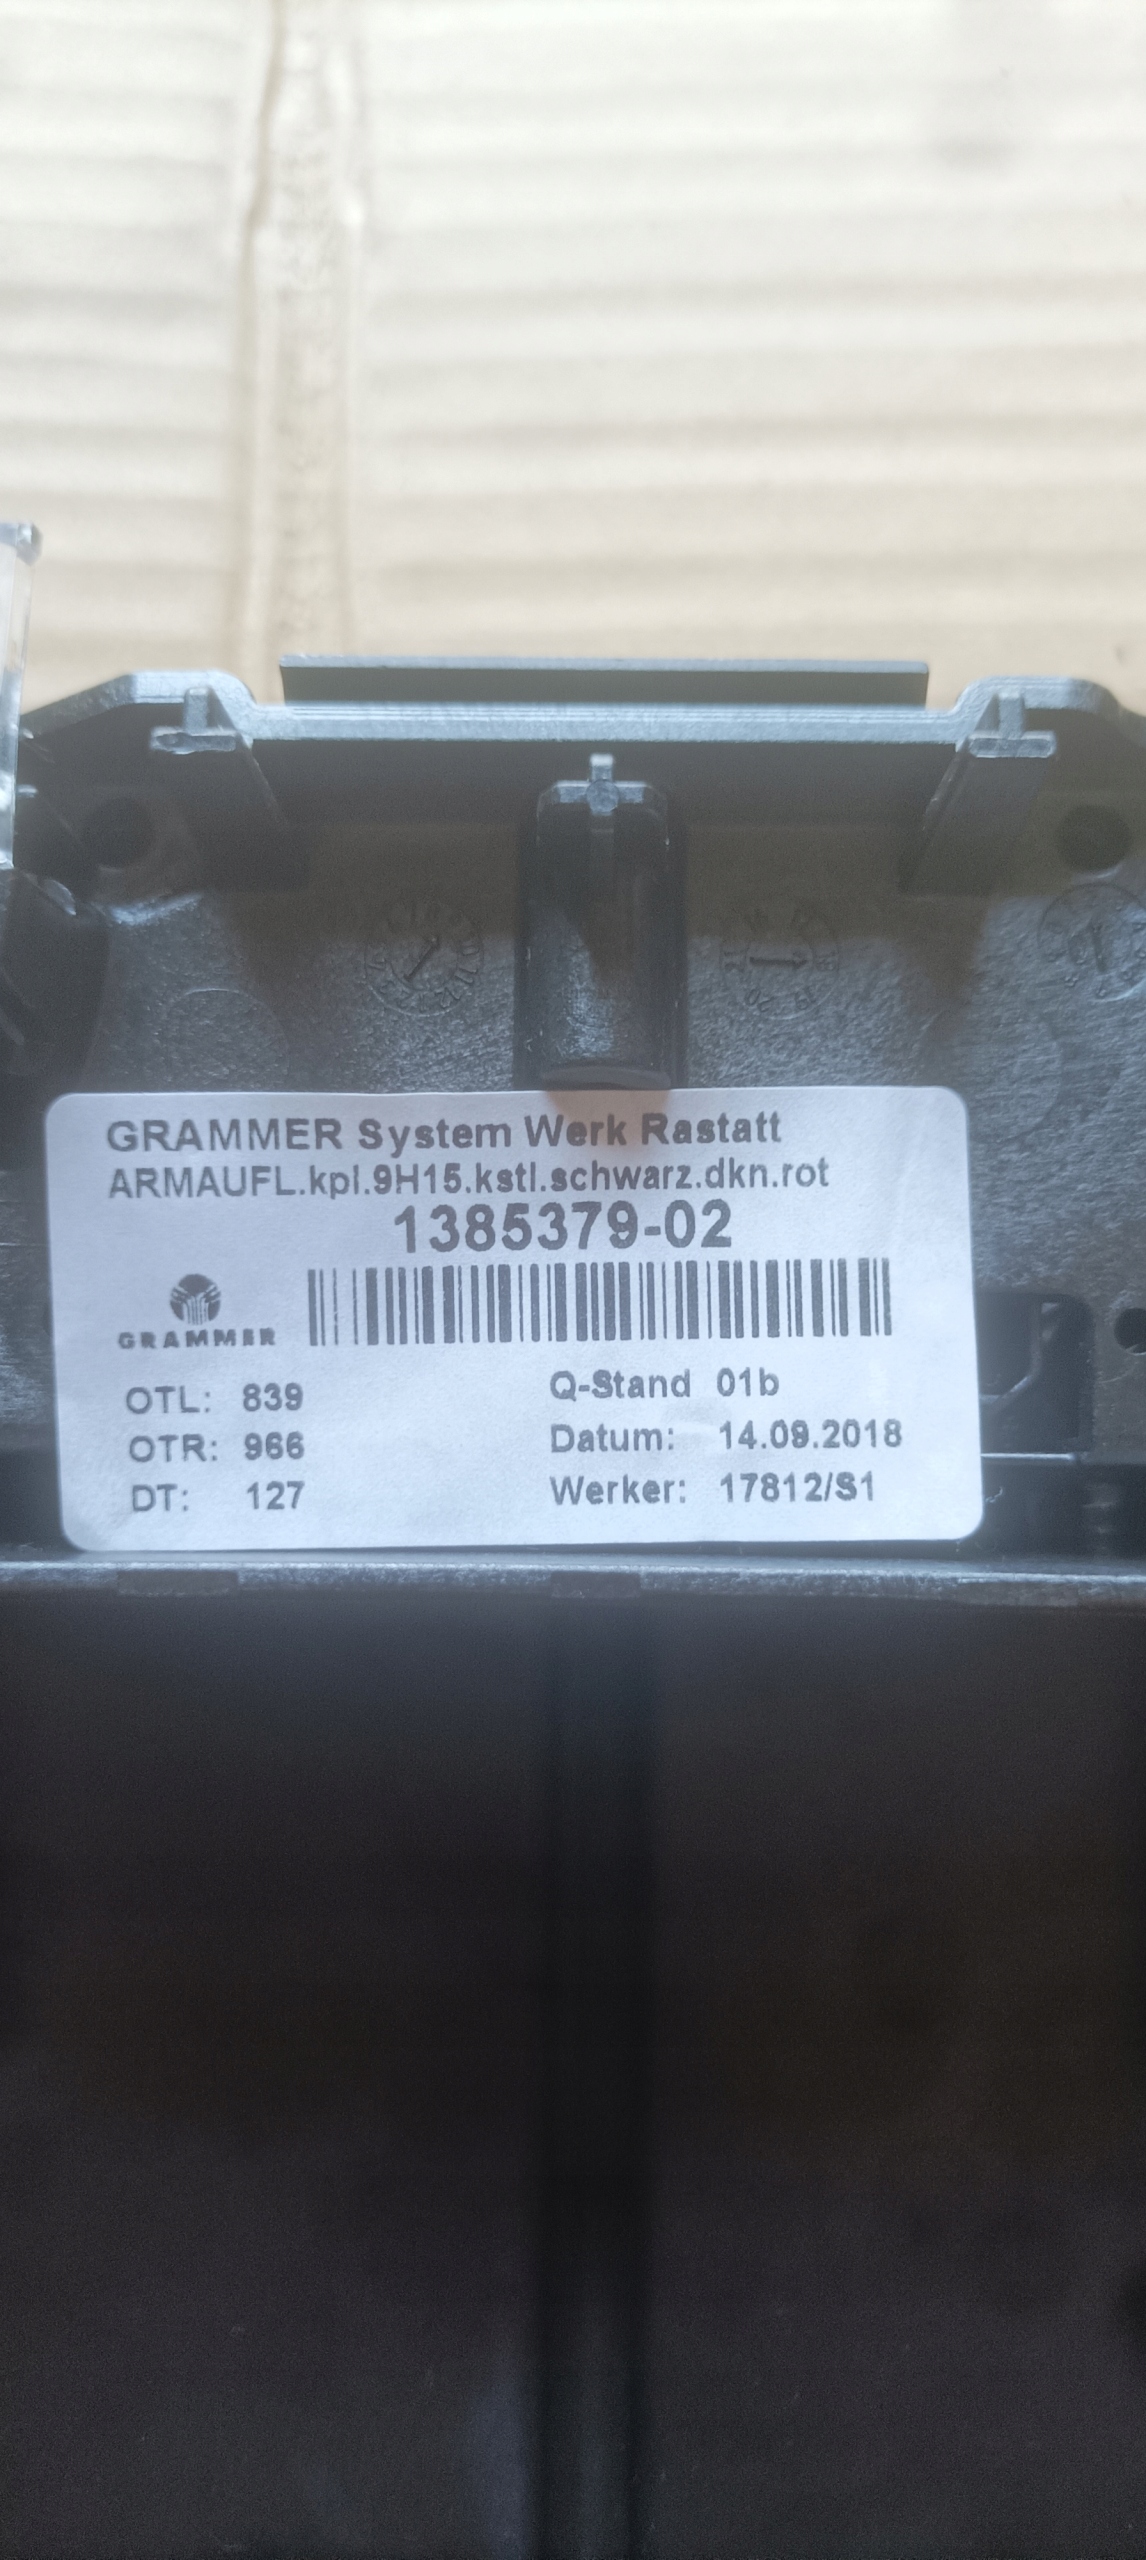 GRAMMER System Werk Rastatt
ARMAUFL.kpl.9H15.kstl.schwarz.dkn.rot
1385379-02
GRAMMER
OTL: 839
OTR: 966
DT: 127
Q-Stand 01b
Datum: 14.09.2018
Werker: 17812/S1